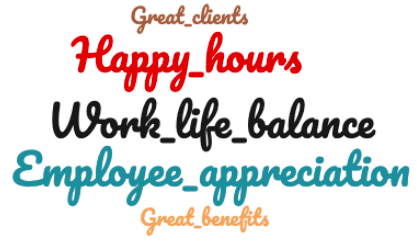 Great_clients
Happy_hours
Work_life_balance
Employee_appreciation
Great_benefits